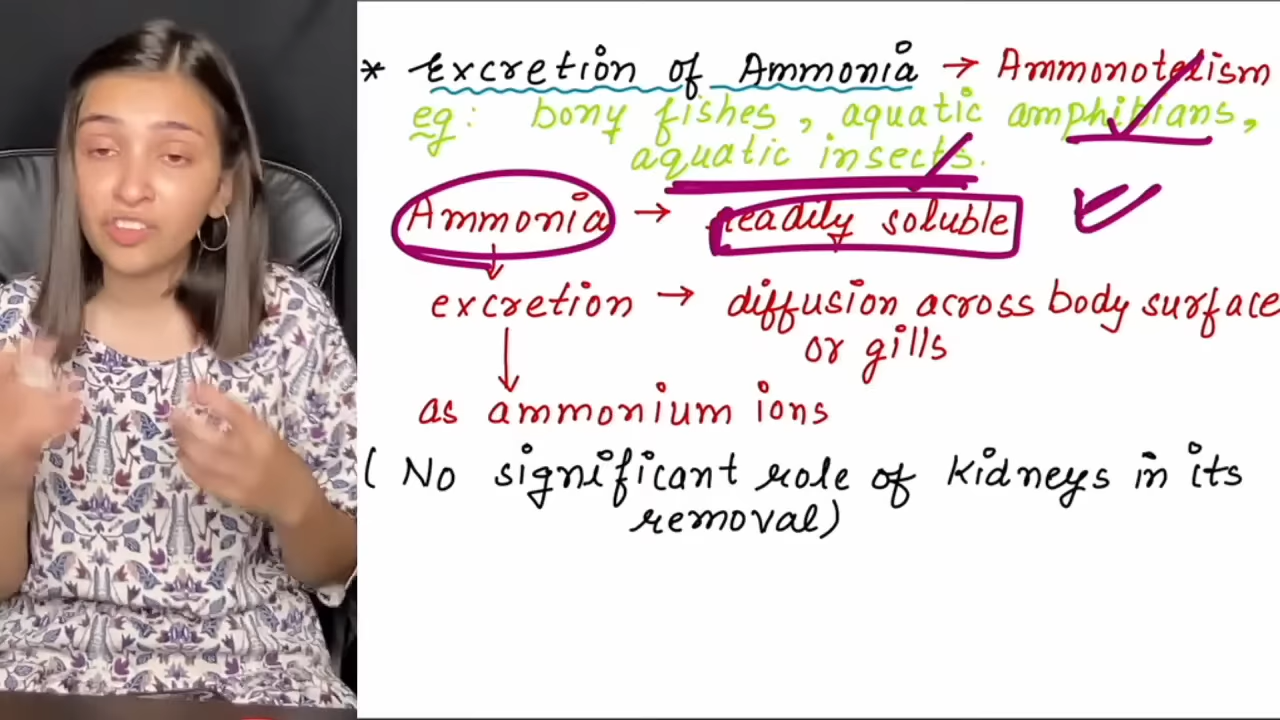 * Excretion of Ammonia → Ammonotelism
eg: bony fishes, aquatic amphibians,
aquatic insects.
Ammonia → readily soluble
excretion → diffusion across body surface
or gills
as ammonium ions
( No significant role of kidneys in its
removal)